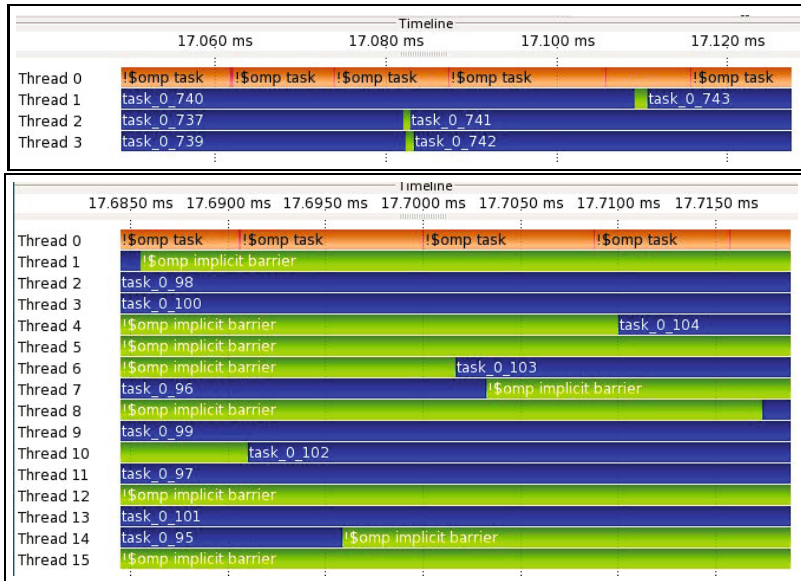 Timeline
17.060 ms 17.080 ms 17.100 ms 17.120 ms
Thread 0 !$omp task !$omp task !$omp task !$omp task !$omp task
Thread 1 task_0_740 task_0_743
Thread 2 task_0_737 task_0_741
Thread 3 task_0_739 task_0_742
Timeline
17.6850 ms 17.6900 ms 17.6950 ms 17.7000 ms 17.7050 ms 17.7100 ms 17.7150 ms
Thread 0 !$omp task !$omp task !$omp task !$omp task
Thread 1 !$omp implicit barrier
Thread 2 task_0_98
Thread 3 task_0_100
Thread 4 !$omp implicit barrier task_0_104
Thread 5 !$omp implicit barrier
Thread 6 !$omp implicit barrier task_0_103
Thread 7 task_0_96 !$omp implicit barrier
Thread 8 !$omp implicit barrier
Thread 9 task_0_99
Thread 10 task_0_102
Thread 11 task_0_97
Thread 12 !$omp implicit barrier
Thread 13 task_0_101
Thread 14 task_0_95 !$omp implicit barrier
Thread 15 !$omp implicit barrier